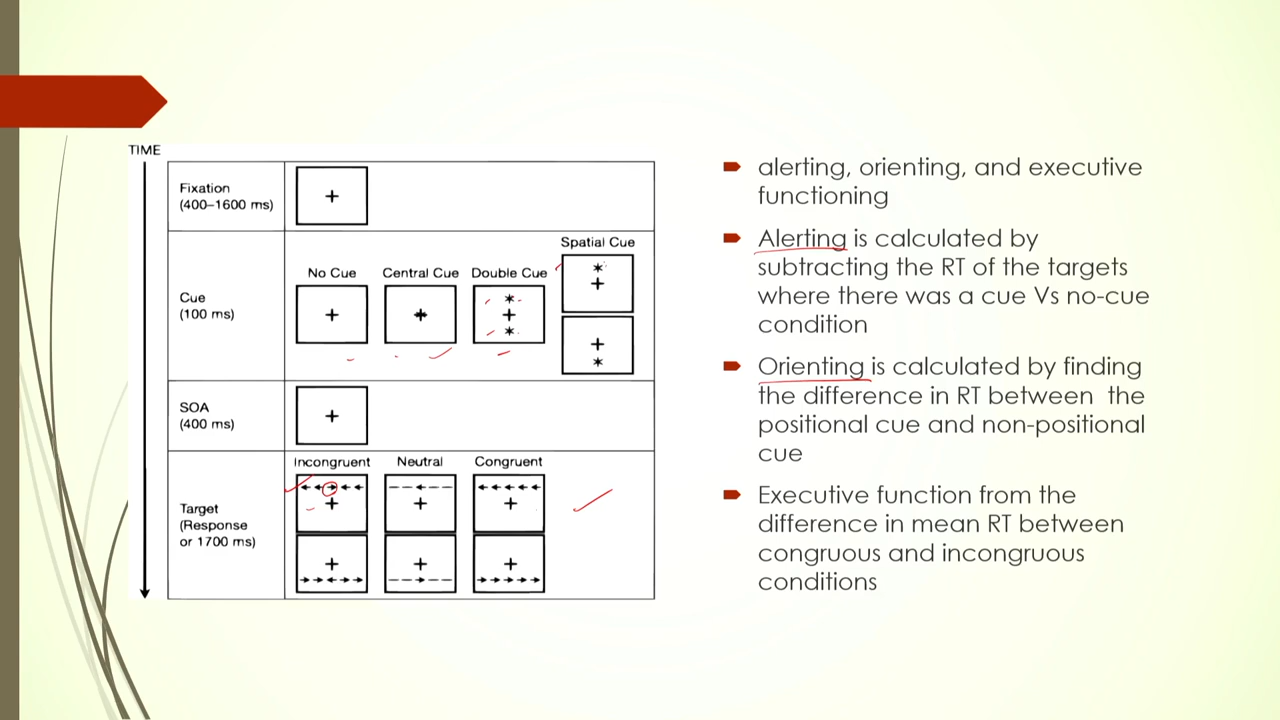 TIME
Fixation
(400–1600 ms)
Spatial Cue
No Cue
Central Cue
Double Cue
Cue
(100 ms)
SOA
(400 ms)
Incongruent
Neutral
Congruent
Target
(Response
or 1700 ms)
alerting, orienting, and executive
functioning
Alerting is calculated by
subtracting the RT of the targets
where there was a cue Vs no-cue
condition
Orienting is calculated by finding
the difference in RT between the
positional cue and non-positional
cue
Executive function from the
difference in mean RT between
congruous and incongruous
conditions